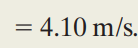 = 4.10 m/s.